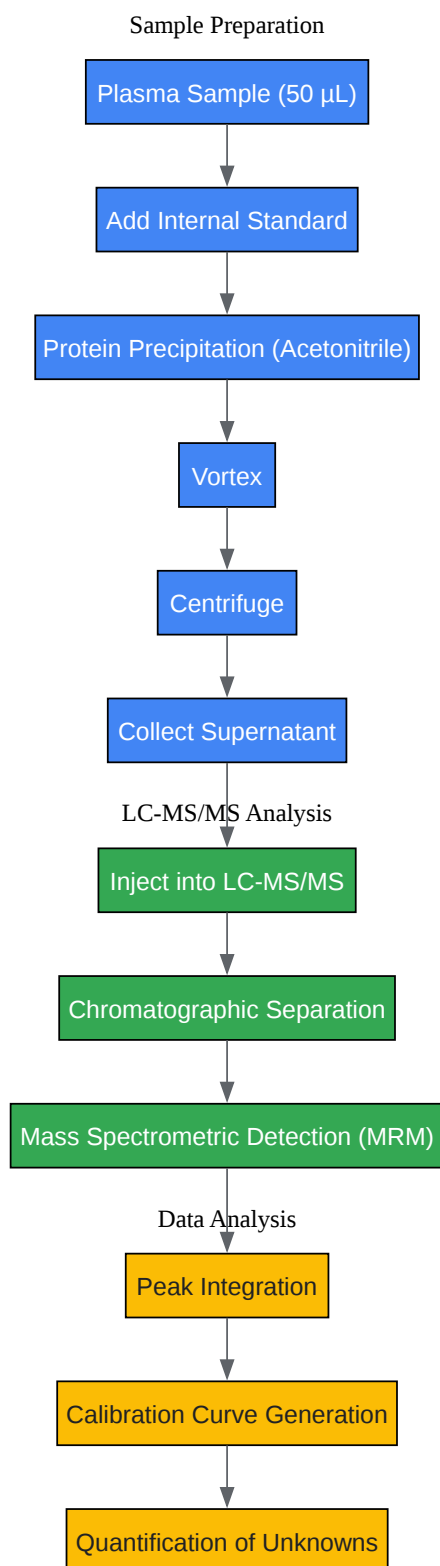 Sample Preparation
Plasma Sample (50 µL)
Add Internal Standard
Protein Precipitation (Acetonitrile)
Vortex
Centrifuge
Collect Supernatant
LC-MS/MS Analysis
Inject into LC-MS/MS
Chromatographic Separation
Mass Spectrometric Detection (MRM)
Data Analysis
Peak Integration
Calibration Curve Generation
Quantification of Unknowns